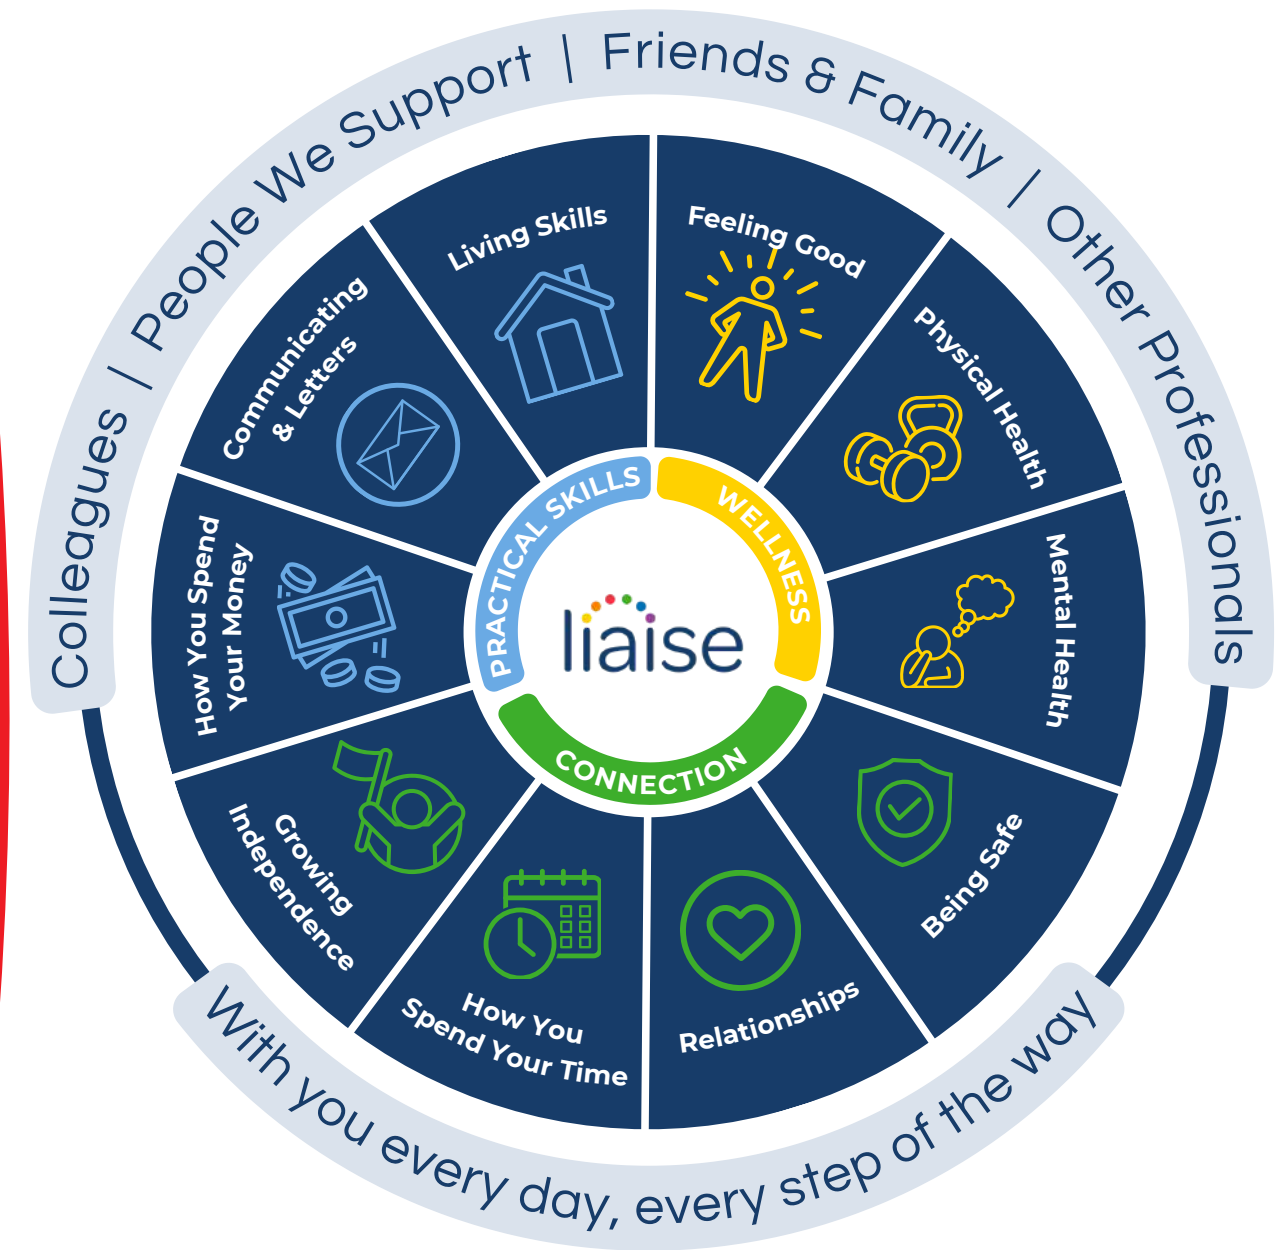 Colleagues | People We Support | Friends & Family | Other Professionals
Living Skills
Feeling Good
Physical Health
Mental Health
Being Safe
Relationships
How You
Spend Your Time
Growing
Independence
How You Spend
Your Money
Communicating
& Letters
PRACTICAL SKILLS
WELLNESS
CONNECTION
liaise
With you every day, every step of the way